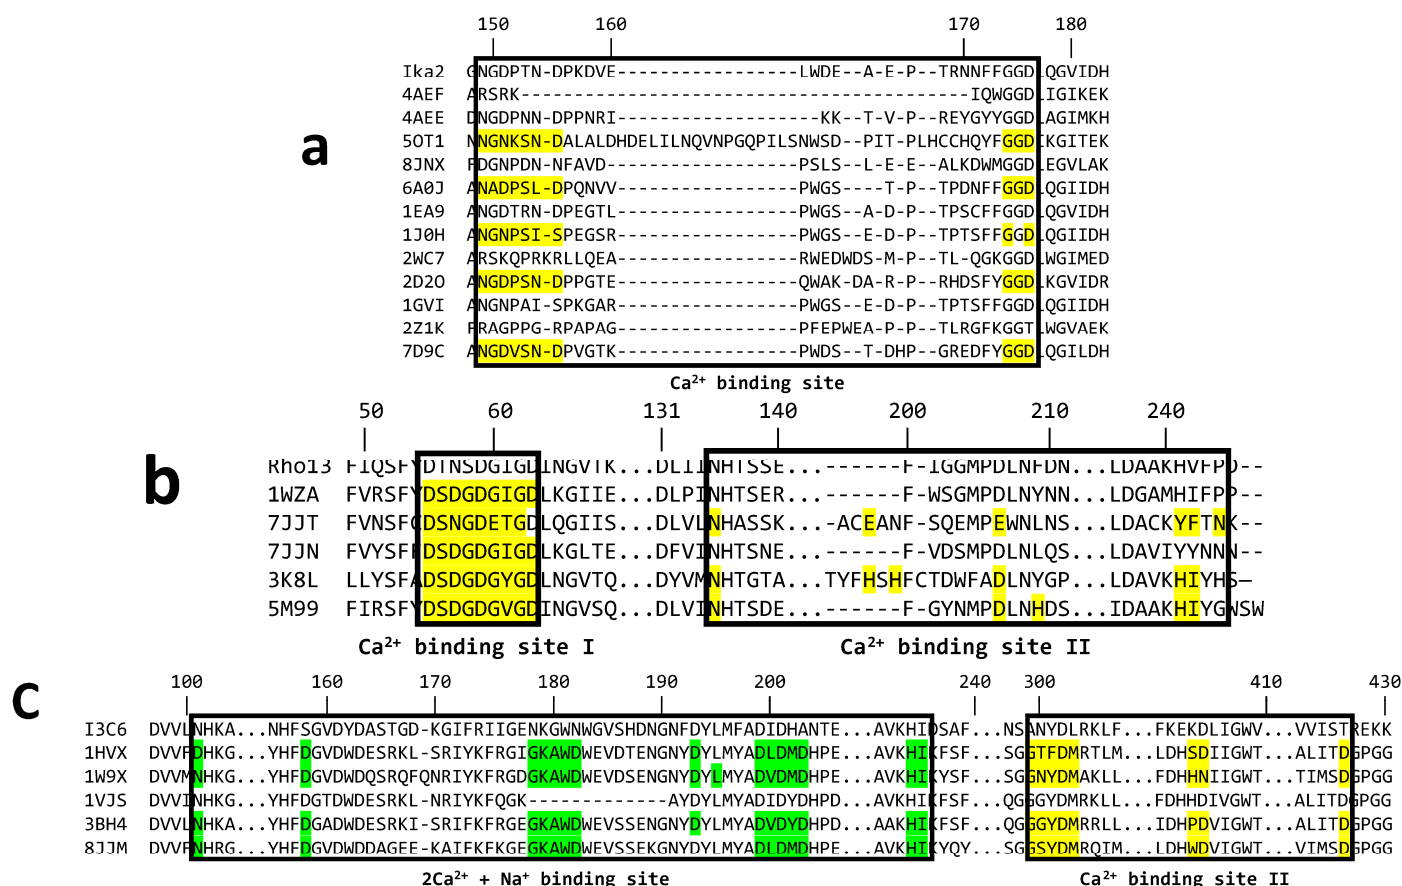 150 160 170 180
a
Ika2 GNGDPTN-DPKDVE-----------------LWDE--A-E-P--TRNNFFGGDLQGVIDH
4AEF ARSRK------------------------------------------IQWGGDLIGIKEK
4AEE DNGDPNN-DPPNRI-------------------KK--T-V-P--REYGYYGGDLAGIMKH
5OT1 NNGNKSN-DALALDHDELILNQVNPGQPILSNWSD--PIT-PLHCCHQYFGGDIKGITEK
8JNX FDGNPDN-NFAVD------------------PSLS--L-E-E--ALKDWMGGDLEGVLAK
6A0J ANADPSL-DPQNVV-----------------PWGS----T-P--TPDNFFGGDLQGIIDH
1EA9 ANGDTRN-DPEGTL-----------------PWGS--A-D-P--TPSCFFGGDLQGVIDH
1J0H ANGNPSI-SPEGSR-----------------PWGS--E-D-P--TPTSFFGGDLQGIIDH
2WC7 ARSKQPRKRLLQEA-----------------RWEDWDS-M-P--TL-QGKGGDLWGIMED
2D2O ANGDPSN-DPPGTE-----------------QWAK-DA-R-P--RHDSFYGGDLKGVIDR
1GVI ANGNPAI-SPKGAR-----------------PWGS--E-D-P--TPTSFFGGDLQGIIDH
2Z1K FRAGPPG-RPAPAG-----------------PFEPWEA-P-P--TLRGFKGGTLWGVAEK
7D9C ANGDVSN-DPVGTK-----------------PWDS--T-DHP--GREDFYGGDLQGILDH
Ca²⁺ binding site
50 60 131 140 200 210 240
b
Rho13 FIQSFYDTNSDGIGDINGVTK...DLIINHTSSE...------F-IGGMPDLNFDN...LDAAKHVFPD--
1WZA FVRSFYDSDGDGIGDLKGIIE...DLPINHTSER...------F-WSGMPDLNYNN...LDGAMHIFPP--
7JJT FVNSFCDSNGDETGDLQGIIS...DLVLNHASSK...-ACEANF-SQEMPEWNLNS...LDACKYFTNK--
7JJN FVYSFFDSDGDGIGDLKGLTE...DFVINHTSNE...------F-VDSMPDLNLQS...LDAVIYYNNN--
3K8L LLYSFADSDGDGYGDLNGVTQ...DYVMNHTGTA...TYFHSHFCTDWFADLNYGP...LDAVKHIYHS–
5M99 FIRSFYDSDGDGVGDINGVSQ...DLVINHTSDE...------F-GYNMPDLNHDS...IDAAKHIYGWSW
Ca²⁺ binding site I Ca²⁺ binding site II
100 160 170 180 190 200 240 300 410 430
c
I3C6 DVVLNHKA...NHFSGVDYDASTGD-KGIFRIIGENKGWNWGVSHDNGNFDYLMFADIDHANTE...AVKHIDSAF...NSANYDLRKLF...FKEKDLIGWV...VVISTREKK
1HVX DVVFDHKG...YHFDGVDWDESRKL-SRIYKFRGIGKAWDWEVDTENGNYDYLMYADLDMDHPE...AVKHIKFSF...SGGTFDMRTLM...LDHSDIIGWT...ALITDGPGG
1W9X DVVMNHKG...YHFDGVDWDQSRQFQNRIYKFRGDGKAWDWEVDSENGNYDYLMYADVDMDHPE...AVKHIKYSF...SGGNYDMAKLL...FDHHNIIGWT...TIMSDGPGG
1VJS DVVINHKG...YHFDGTDWDESRKL-NRIYKFQGK-------------AYDYLMYADIDYDHPD...AVKHIKFSF...QGGGYDMRKLL...FDHHDIVGWT...ALITDGPGG
3BH4 DVVLNHKA...YHFDGADWDESRKI-SRIFKFRGEGKAWDWEVSSENGNYDYLMYADVDYDHPD...AAKHIKFSF...QGGGYDMRRLL...IDHPDVIGWT...ALITDGPGG
8JJM DVVFNHRG...YHFDGVDWDDAGEE-KAIFKFKGEGKAWDWEVSSEKGNYDYLMYADLDMDHPE...AVKHIKYQY...SGGSYDMRQIM...LDHWDVIGWT...VIMSDGPGG
2Ca²⁺ + Na⁺ binding site Ca²⁺ binding site II